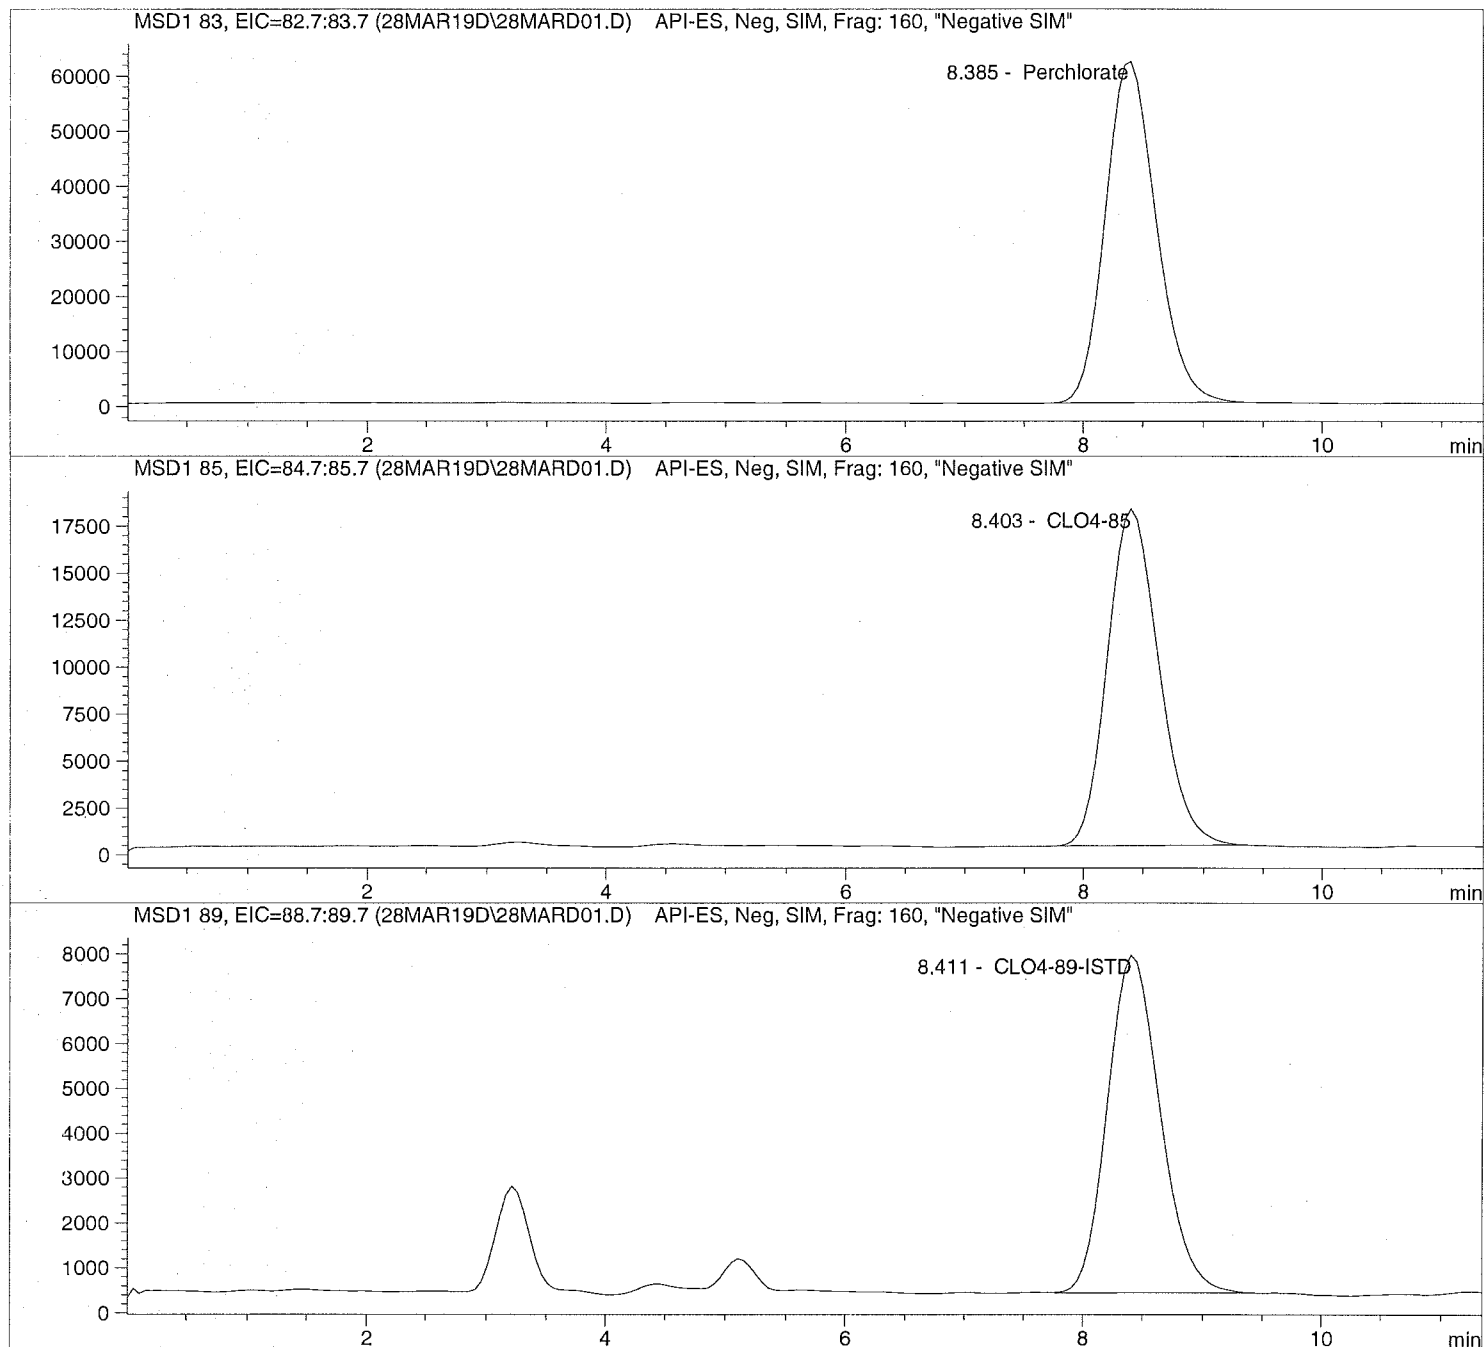 MSD1 83, EIC=82.7:83.7 (28MAR19D\28MARD01.D) API-ES, Neg, SIM, Frag: 160, "Negative SIM"
8.385 - Perchlorate
60000
50000
40000
30000
20000
10000
0
2 4 6 8 10 min
MSD1 85, EIC=84.7:85.7 (28MAR19D\28MARD01.D) API-ES, Neg, SIM, Frag: 160, "Negative SIM"
8.403 - CLO4-85
17500
15000
12500
10000
7500
5000
2500
0
2 4 6 8 10 min
MSD1 89, EIC=88.7:89.7 (28MAR19D\28MARD01.D) API-ES, Neg, SIM, Frag: 160, "Negative SIM"
8.411 - CLO4-89-ISTD
8000
7000
6000
5000
4000
3000
2000
1000
0
2 4 6 8 10 min